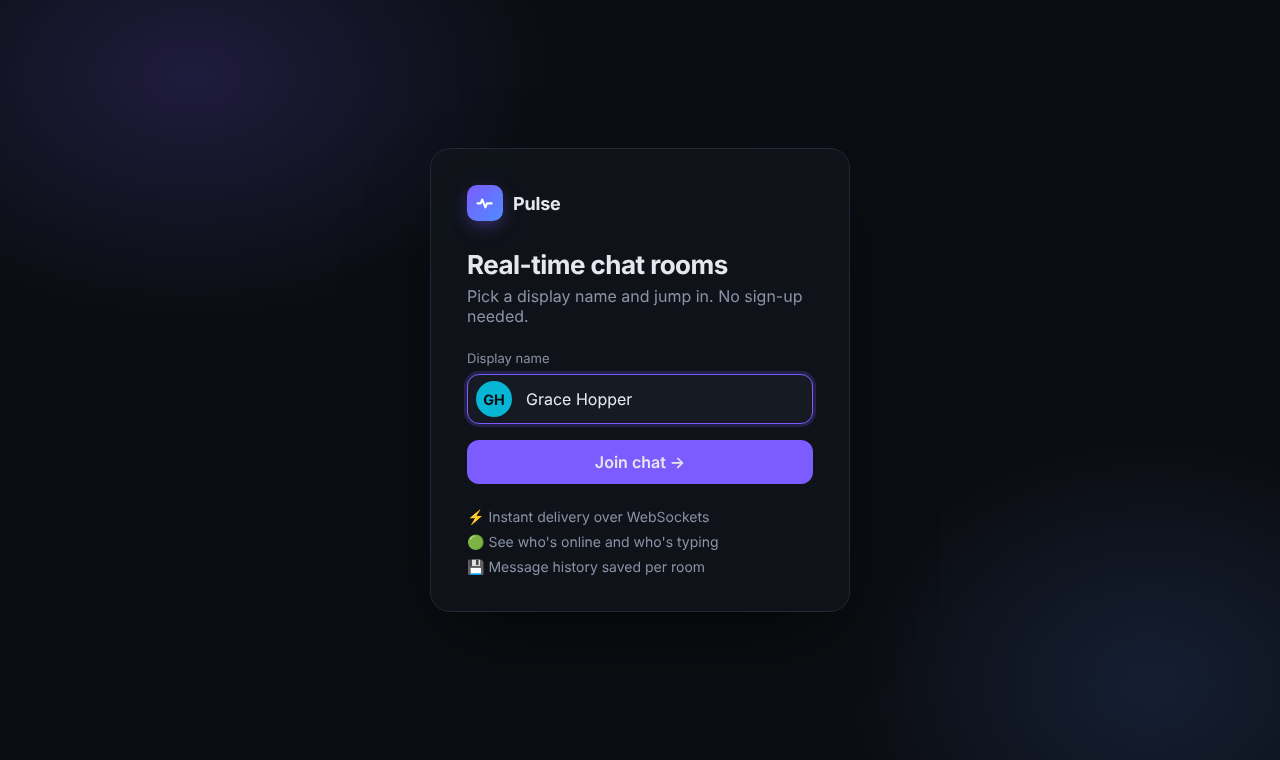 Pulse
Real-time chat rooms
Pick a display name and jump in. No sign-up
needed.
Display name
GH Grace Hopper
Join chat →
⚡ Instant delivery over WebSockets
🟢 See who's online and who's typing
💾 Message history saved per room